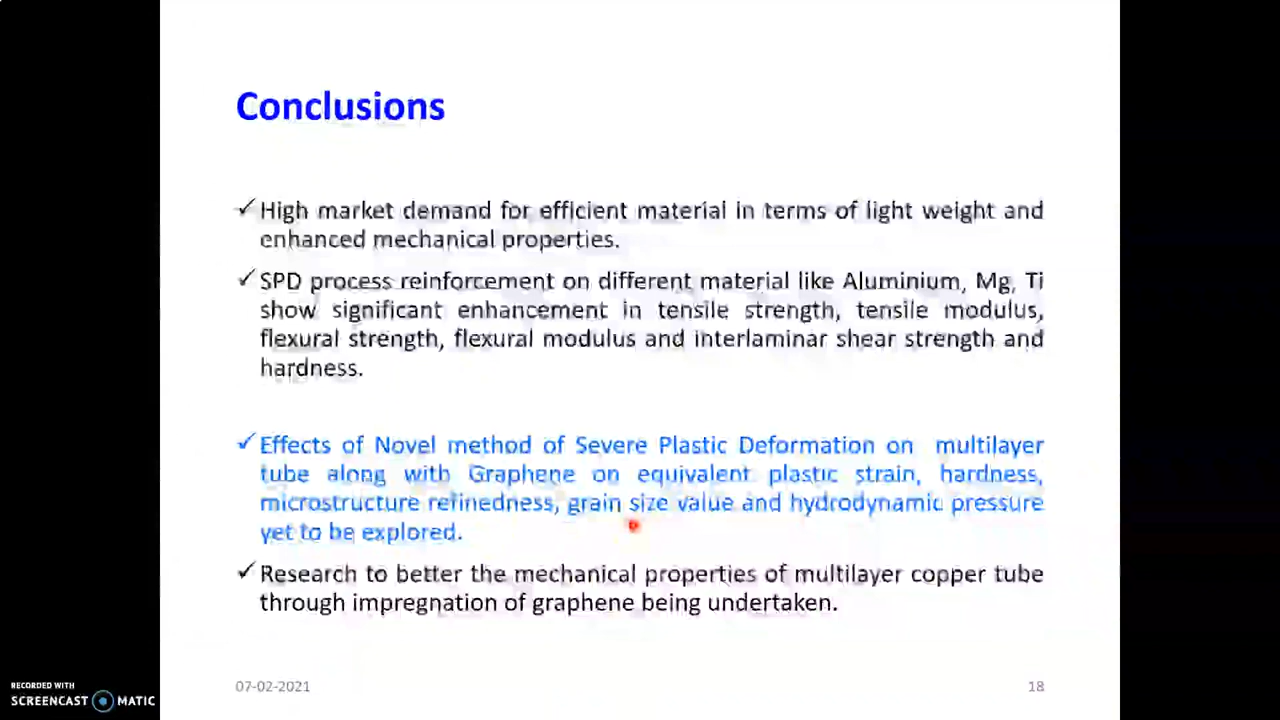 Conclusions
✓ High market demand for efficient material in terms of light weight and
enhanced mechanical properties.
✓ SPD process reinforcement on different material like Aluminium, Mg, Ti
show significant enhancement in tensile strength, tensile modulus,
flexural strength, flexural modulus and interlaminar shear strength and
hardness.
✓ Effects of Novel method of Severe Plastic Deformation on multilayer
tube along with Graphene on equivalent plastic strain, hardness,
microstructure refinedness, grain size value and hydrodynamic pressure
yet to be explored.
✓ Research to better the mechanical properties of multilayer copper tube
through impregnation of graphene being undertaken.
07-02-2021
18
RECORDED WITH
SCREENCAST MATIC